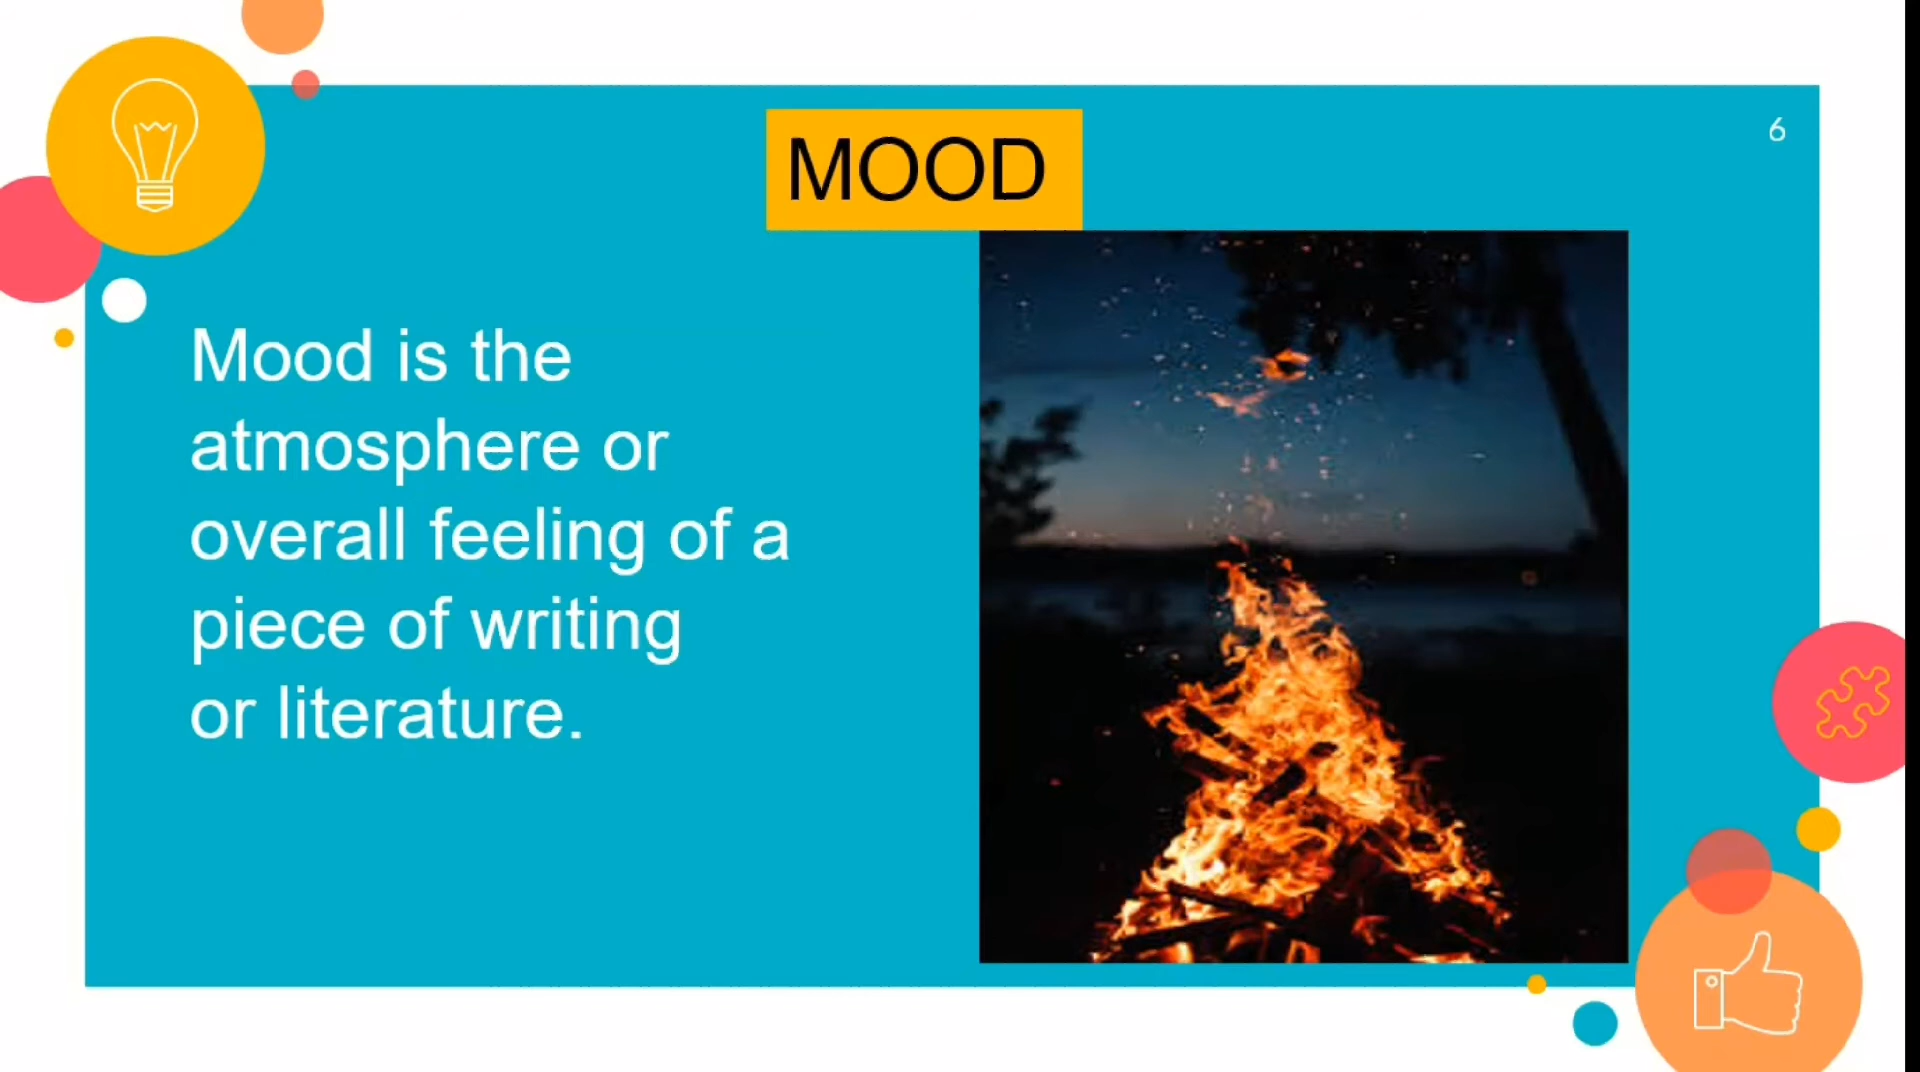 MOOD
6
Mood is the
atmosphere or
overall feeling of a
piece of writing
or literature.